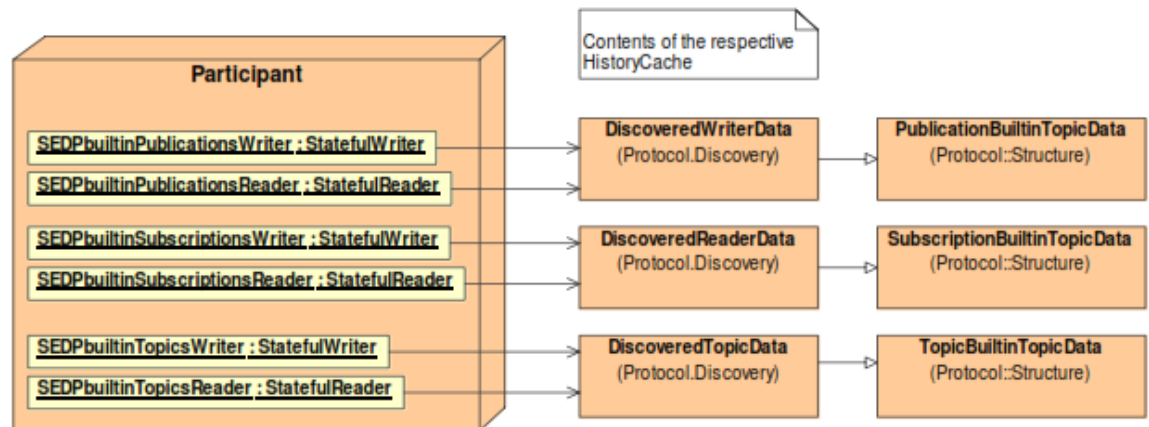 Contents of the respective
HistoryCache
Participant
SEDPbuiltinPublicationsWriter : StatefulWriter
SEDPbuiltinPublicationsReader : StatefulReader
SEDPbuiltinSubscriptionsWriter : StatefulWriter
SEDPbuiltinSubscriptionsReader : StatefulReader
SEDPbuiltinTopicsWriter : StatefulWriter
SEDPbuiltinTopicsReader : StatefulReader
DiscoveredWriterData
(Protocol.Discovery)
PublicationBuiltinTopicData
(Protocol::Structure)
DiscoveredReaderData
(Protocol.Discovery)
SubscriptionBuiltinTopicData
(Protocol::Structure)
DiscoveredTopicData
(Protocol.Discovery)
TopicBuiltinTopicData
(Protocol::Structure)